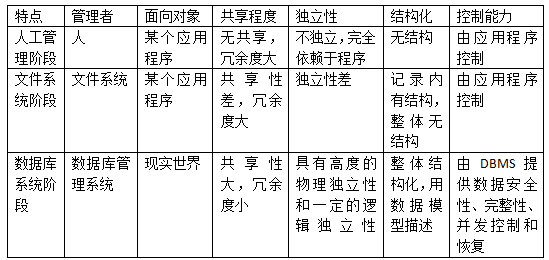 特点 管理者 面向对象 共享程度 独立性 结构化 控制能力
人工管 人 某个应用 无共享， 不独立，完全 无结构 由应用程序
理阶段 程序 冗余度大 依赖于程序 控制
文件系 文件系统 某个应用 共享性 独立性差 记录内 由应用程序
统阶段 程序 差，冗余 有结构， 控制
度大 整体无
结构
数据库 数据库管 现实世界 共享性 具有高度的 整体结 由 DBMS 提
系统阶 理系统 大，冗余 物理独立性 构化，用 供数据安全
段 度小 和一定的逻 数据模 性、完整性、
辑独立性 型描述 并发控制和
恢复